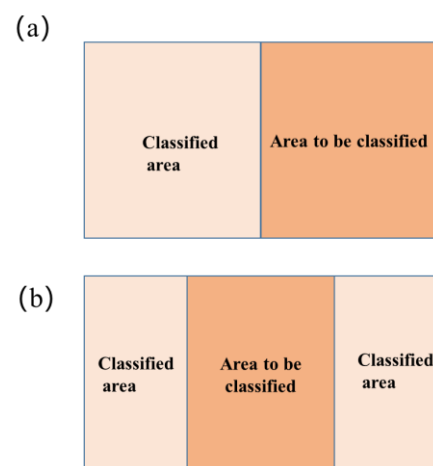 (a)
Classified
area
Area to be classified
(b)
Classified
area
Area to be
classified
Classified
area